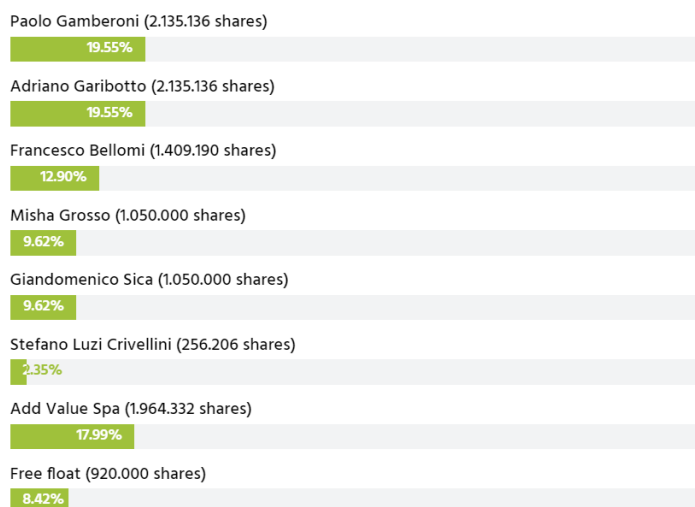 Paolo Gamberoni (2.135.136 shares)
19.55%
Adriano Garibotto (2.135.136 shares)
19.55%
Francesco Bellomi (1.409.190 shares)
12.90%
Misha Grosso (1.050.000 shares)
9.62%
Giandomenico Sica (1.050.000 shares)
9.62%
Stefano Luzi Crivellini (256.206 shares)
2.35%
Add Value Spa (1.964.332 shares)
17.99%
Free float (920.000 shares)
8.42%